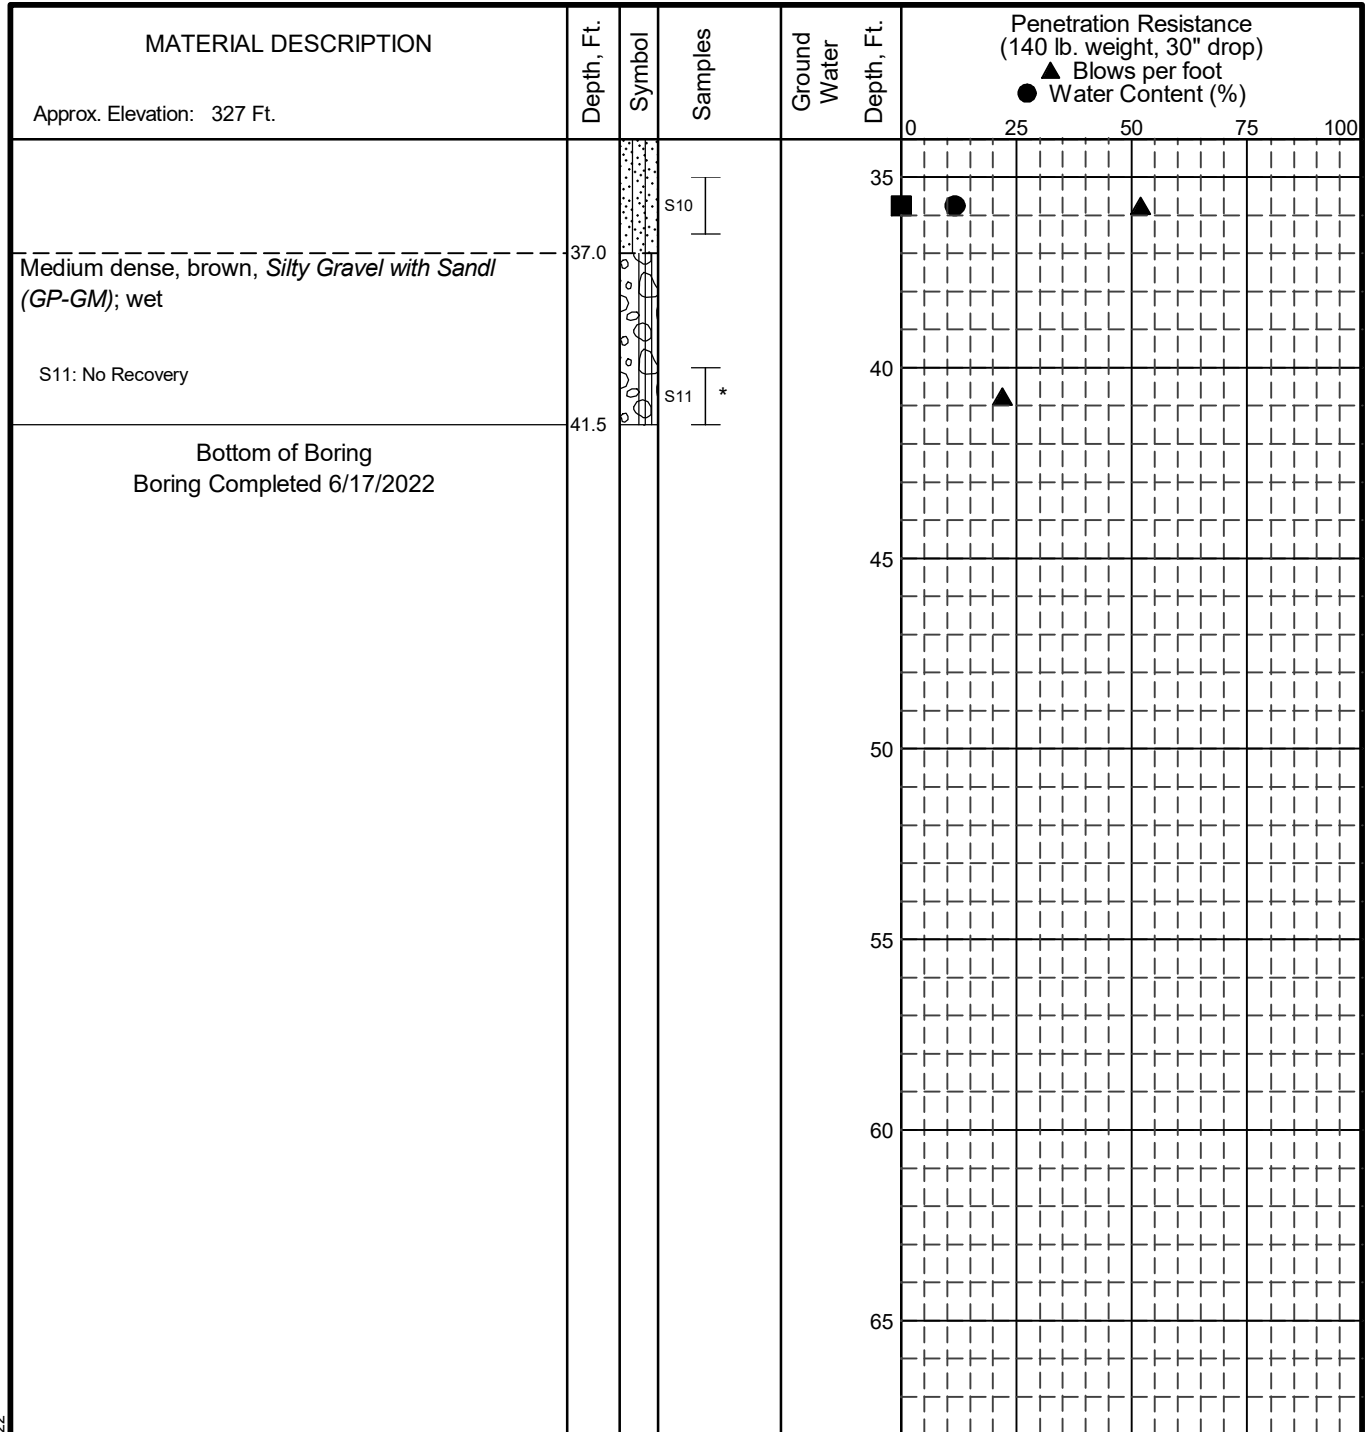 MATERIAL DESCRIPTION
Approx. Elevation: 327 Ft.
Depth, Ft.
Symbol
Samples
Ground
Water
Depth, Ft.
Penetration Resistance
(140 lb. weight, 30" drop)
▲ Blows per foot
● Water Content (%)
0 25 50 75 100
35
S10
37.0
Medium dense, brown, Silty Gravel with Sandl
(GP-GM); wet
S11: No Recovery
40
S11 *
41.5
Bottom of Boring
Boring Completed 6/17/2022
45
50
55
60
65